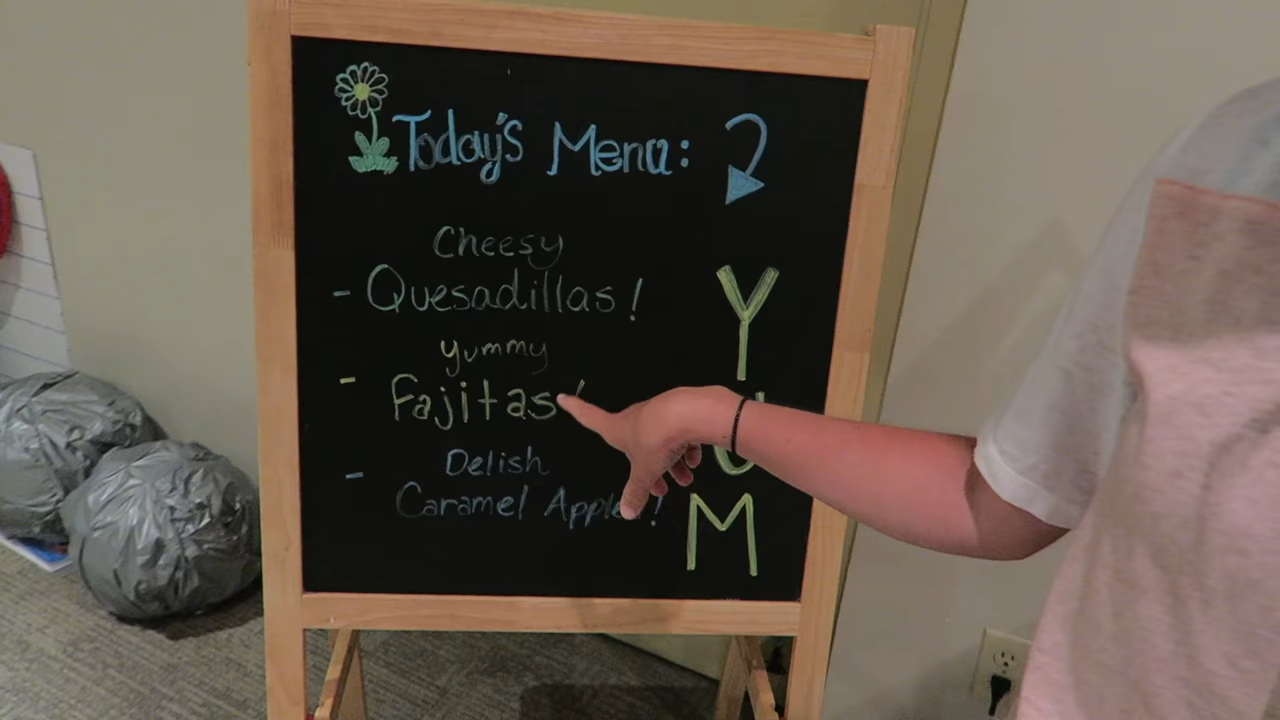 Today's Menu:
Cheesy
- Quesadillas!
yummy
- Fajitas!
Delish
- Caramel Apples!
Y
U
M